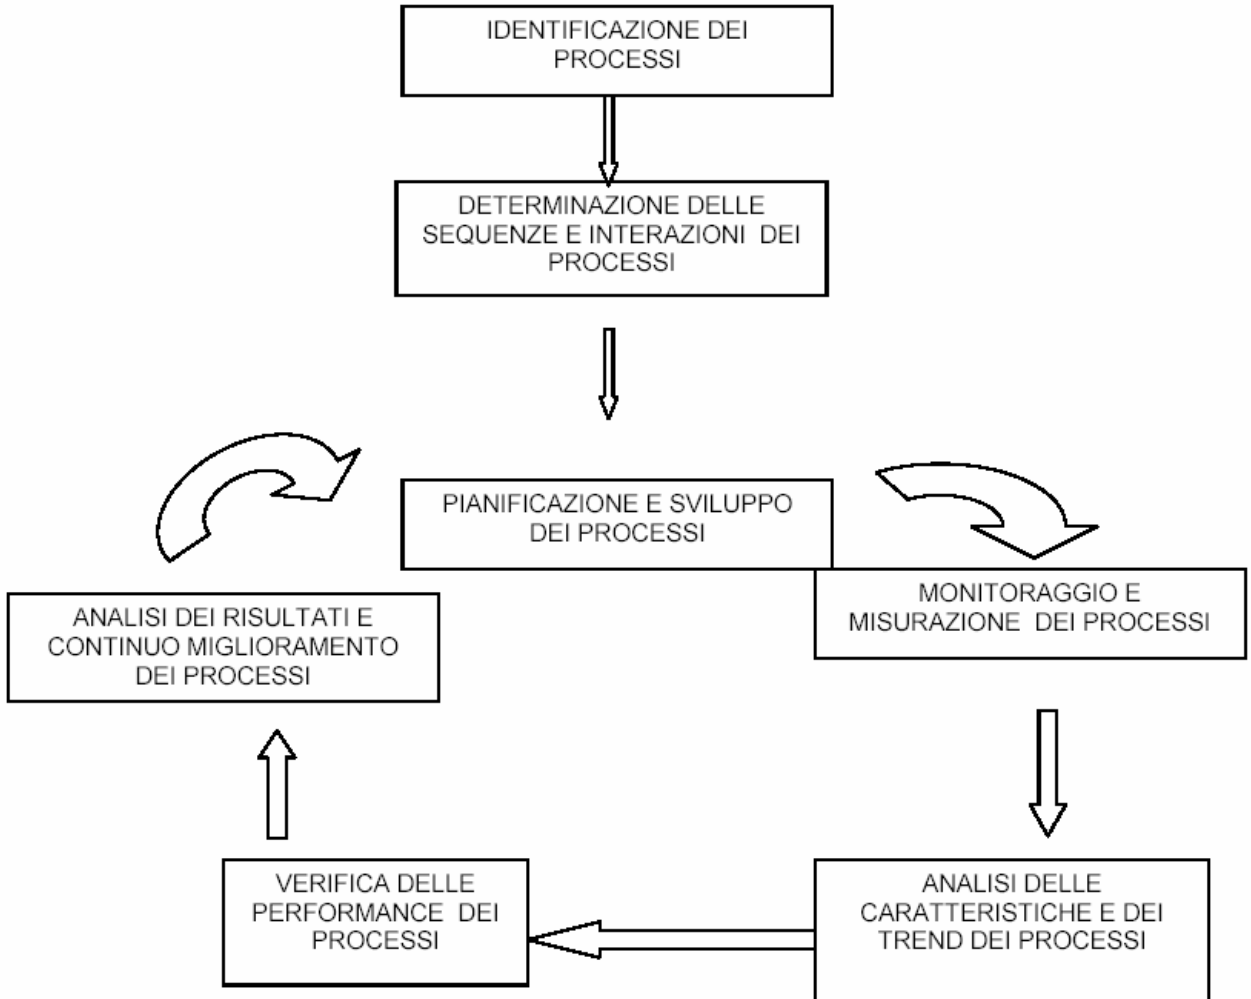 IDENTIFICAZIONE DEI
PROCESSI
DETERMINAZIONE DELLE
SEQUENZE E INTERAZIONI DEI
PROCESSI
PIANIFICAZIONE E SVILUPPO
DEI PROCESSI
MONITORAGGIO E
MISURAZIONE DEI PROCESSI
ANALISI DEI RISULTATI E
CONTINUO MIGLIORAMENTO
DEI PROCESSI
VERIFICA DELLE
PERFORMANCE DEI
PROCESSI
ANALISI DELLE
CARATTERISTICHE E DEI
TREND DEI PROCESSI